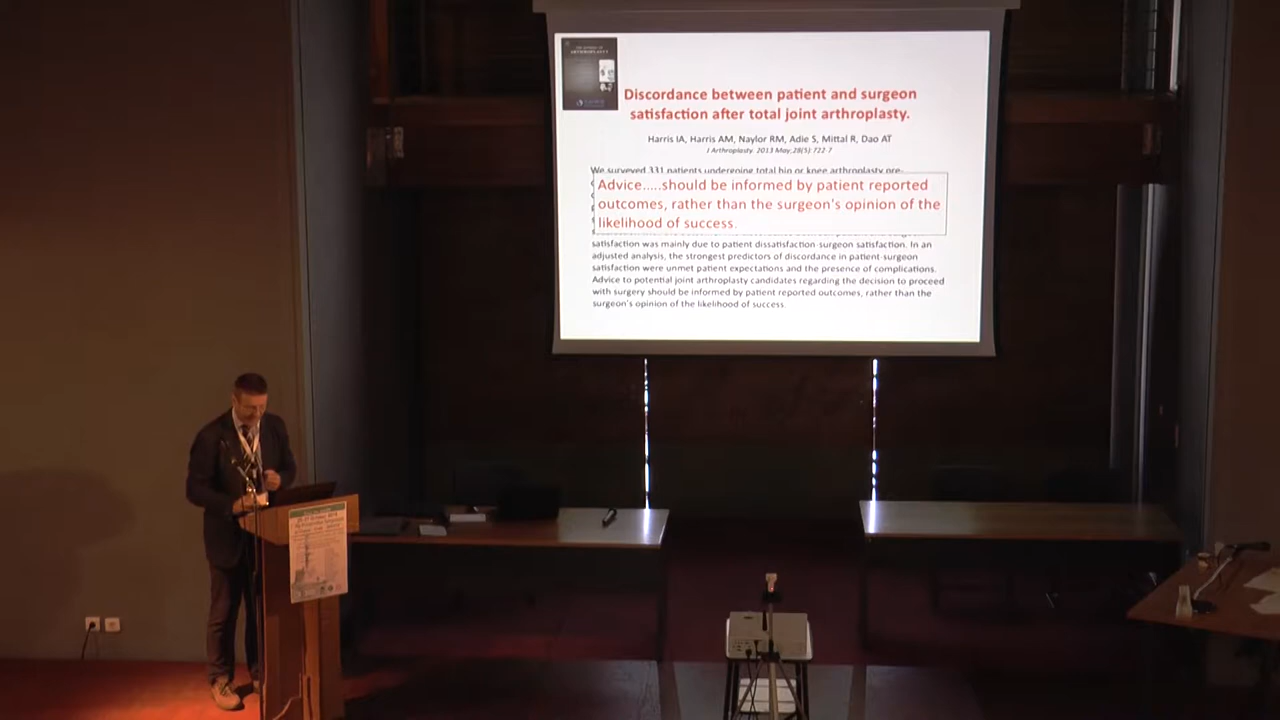 ARTHROPLASTY
Discordance between patient and surgeon
satisfaction after total joint arthroplasty.
Harris IA, Harris AM, Naylor RM, Adie S, Mittal R, Dao AT
J Arthroplasty. 2013 May;28(5):722-7
We surveyed 331 patients undergoing total hip or knee arthroplasty pre-
Advice.....should be informed by patient reported
outcomes, rather than the surgeon's opinion of the
likelihood of success.
satisfaction was mainly due to patient dissatisfaction-surgeon satisfaction. In an
adjusted analysis, the strongest predictors of discordance in patient-surgeon
satisfaction were unmet patient expectations and the presence of complications.
Advice to potential joint arthroplasty candidates regarding the decision to proceed
with surgery should be informed by patient reported outcomes, rather than the
surgeon's opinion of the likelihood of success.